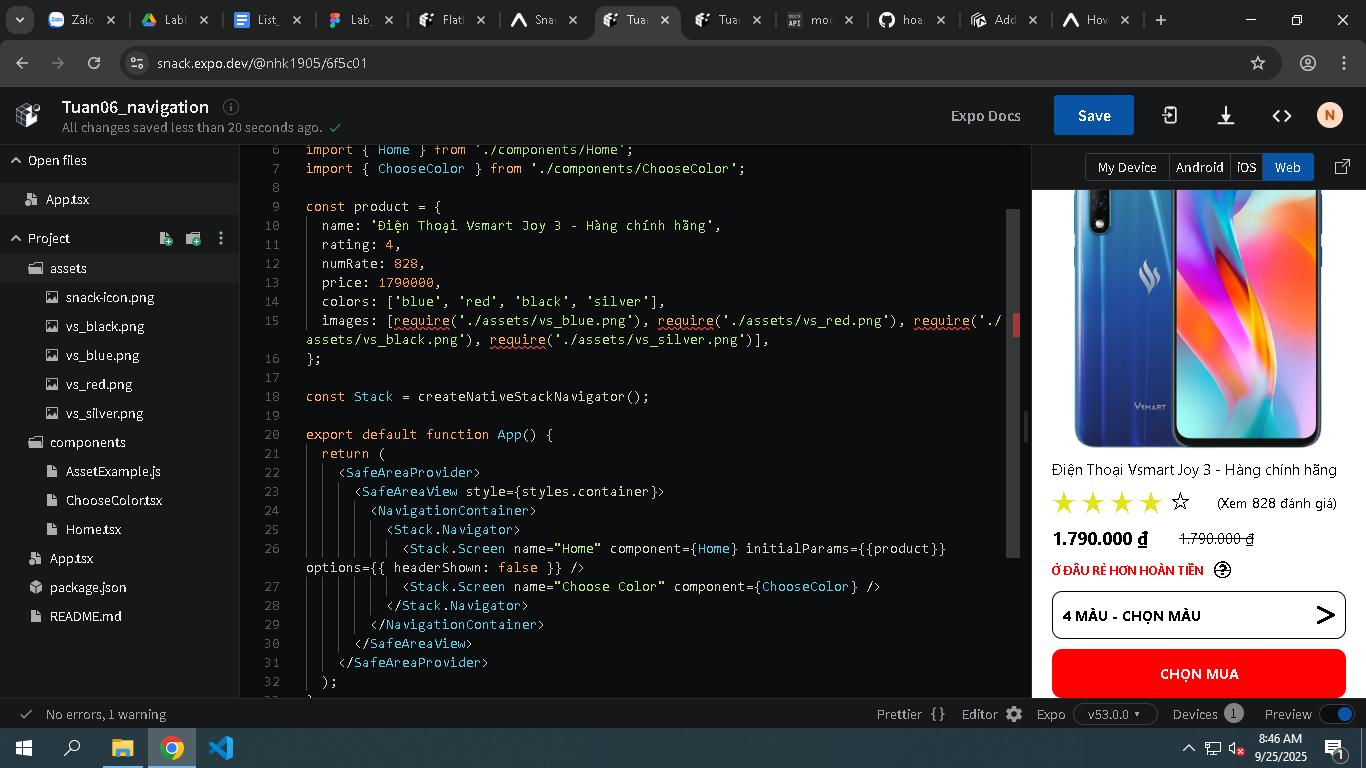 Zalo
Lab(
List_
Lab_
Flatl
Snac
Tuan
Tuan
mock
API
moc
hoa
Add
How
snack.expo.dev/@nhk1905/6f5c01
Tuan06_navigation
All changes saved less than 20 seconds ago.
Expo Docs
Save
N
Open files
App.tsx
Project
assets
snack-icon.png
vs_black.png
vs_blue.png
vs_red.png
vs_silver.png
components
AssetExample.js
ChooseColor.tsx
Home.tsx
App.tsx
package.json
README.md
6 import { Home } from './components/Home';
7 import { ChooseColor } from './components/ChooseColor';
8
9 const product = {
10 name: 'Điện Thoại Vsmart Joy 3 - Hàng chính hãng',
11 rating: 4,
12 numRate: 828,
13 price: 1790000,
14 colors: ['blue', 'red', 'black', 'silver'],
15 images: [require('./assets/vs_blue.png'), require('./assets/vs_red.png'), require('./
assets/vs_black.png'), require('./assets/vs_silver.png')],
16 };
17
18 const Stack = createNativeStackNavigator();
19
20 export default function App() {
21 return (
22 <SafeAreaProvider>
23 <SafeAreaView style={styles.container}>
24 <NavigationContainer>
25 <Stack.Navigator>
26 <Stack.Screen name="Home" component={Home} initialParams={{product}}
options={{ headerShown: false }} />
27 <Stack.Screen name="Choose Color" component={ChooseColor} />
28 </Stack.Navigator>
29 </NavigationContainer>
30 </SafeAreaView>
31 </SafeAreaProvider>
32 );
My Device
Android
iOS
Web
VSMART
Điện Thoại Vsmart Joy 3 - Hàng chính hãng
(Xem 828 đánh giá)
1.790.000 ₫ 1.790.000 ₫
Ở ĐÂU RẺ HƠN HOÀN TIỀN
4 MÀU - CHỌN MÀU
CHỌN MUA
No errors, 1 warning
Prettier {}
Editor
Expo
v53.0.0
Devices 1
Preview
8:46 AM
9/25/2025
1